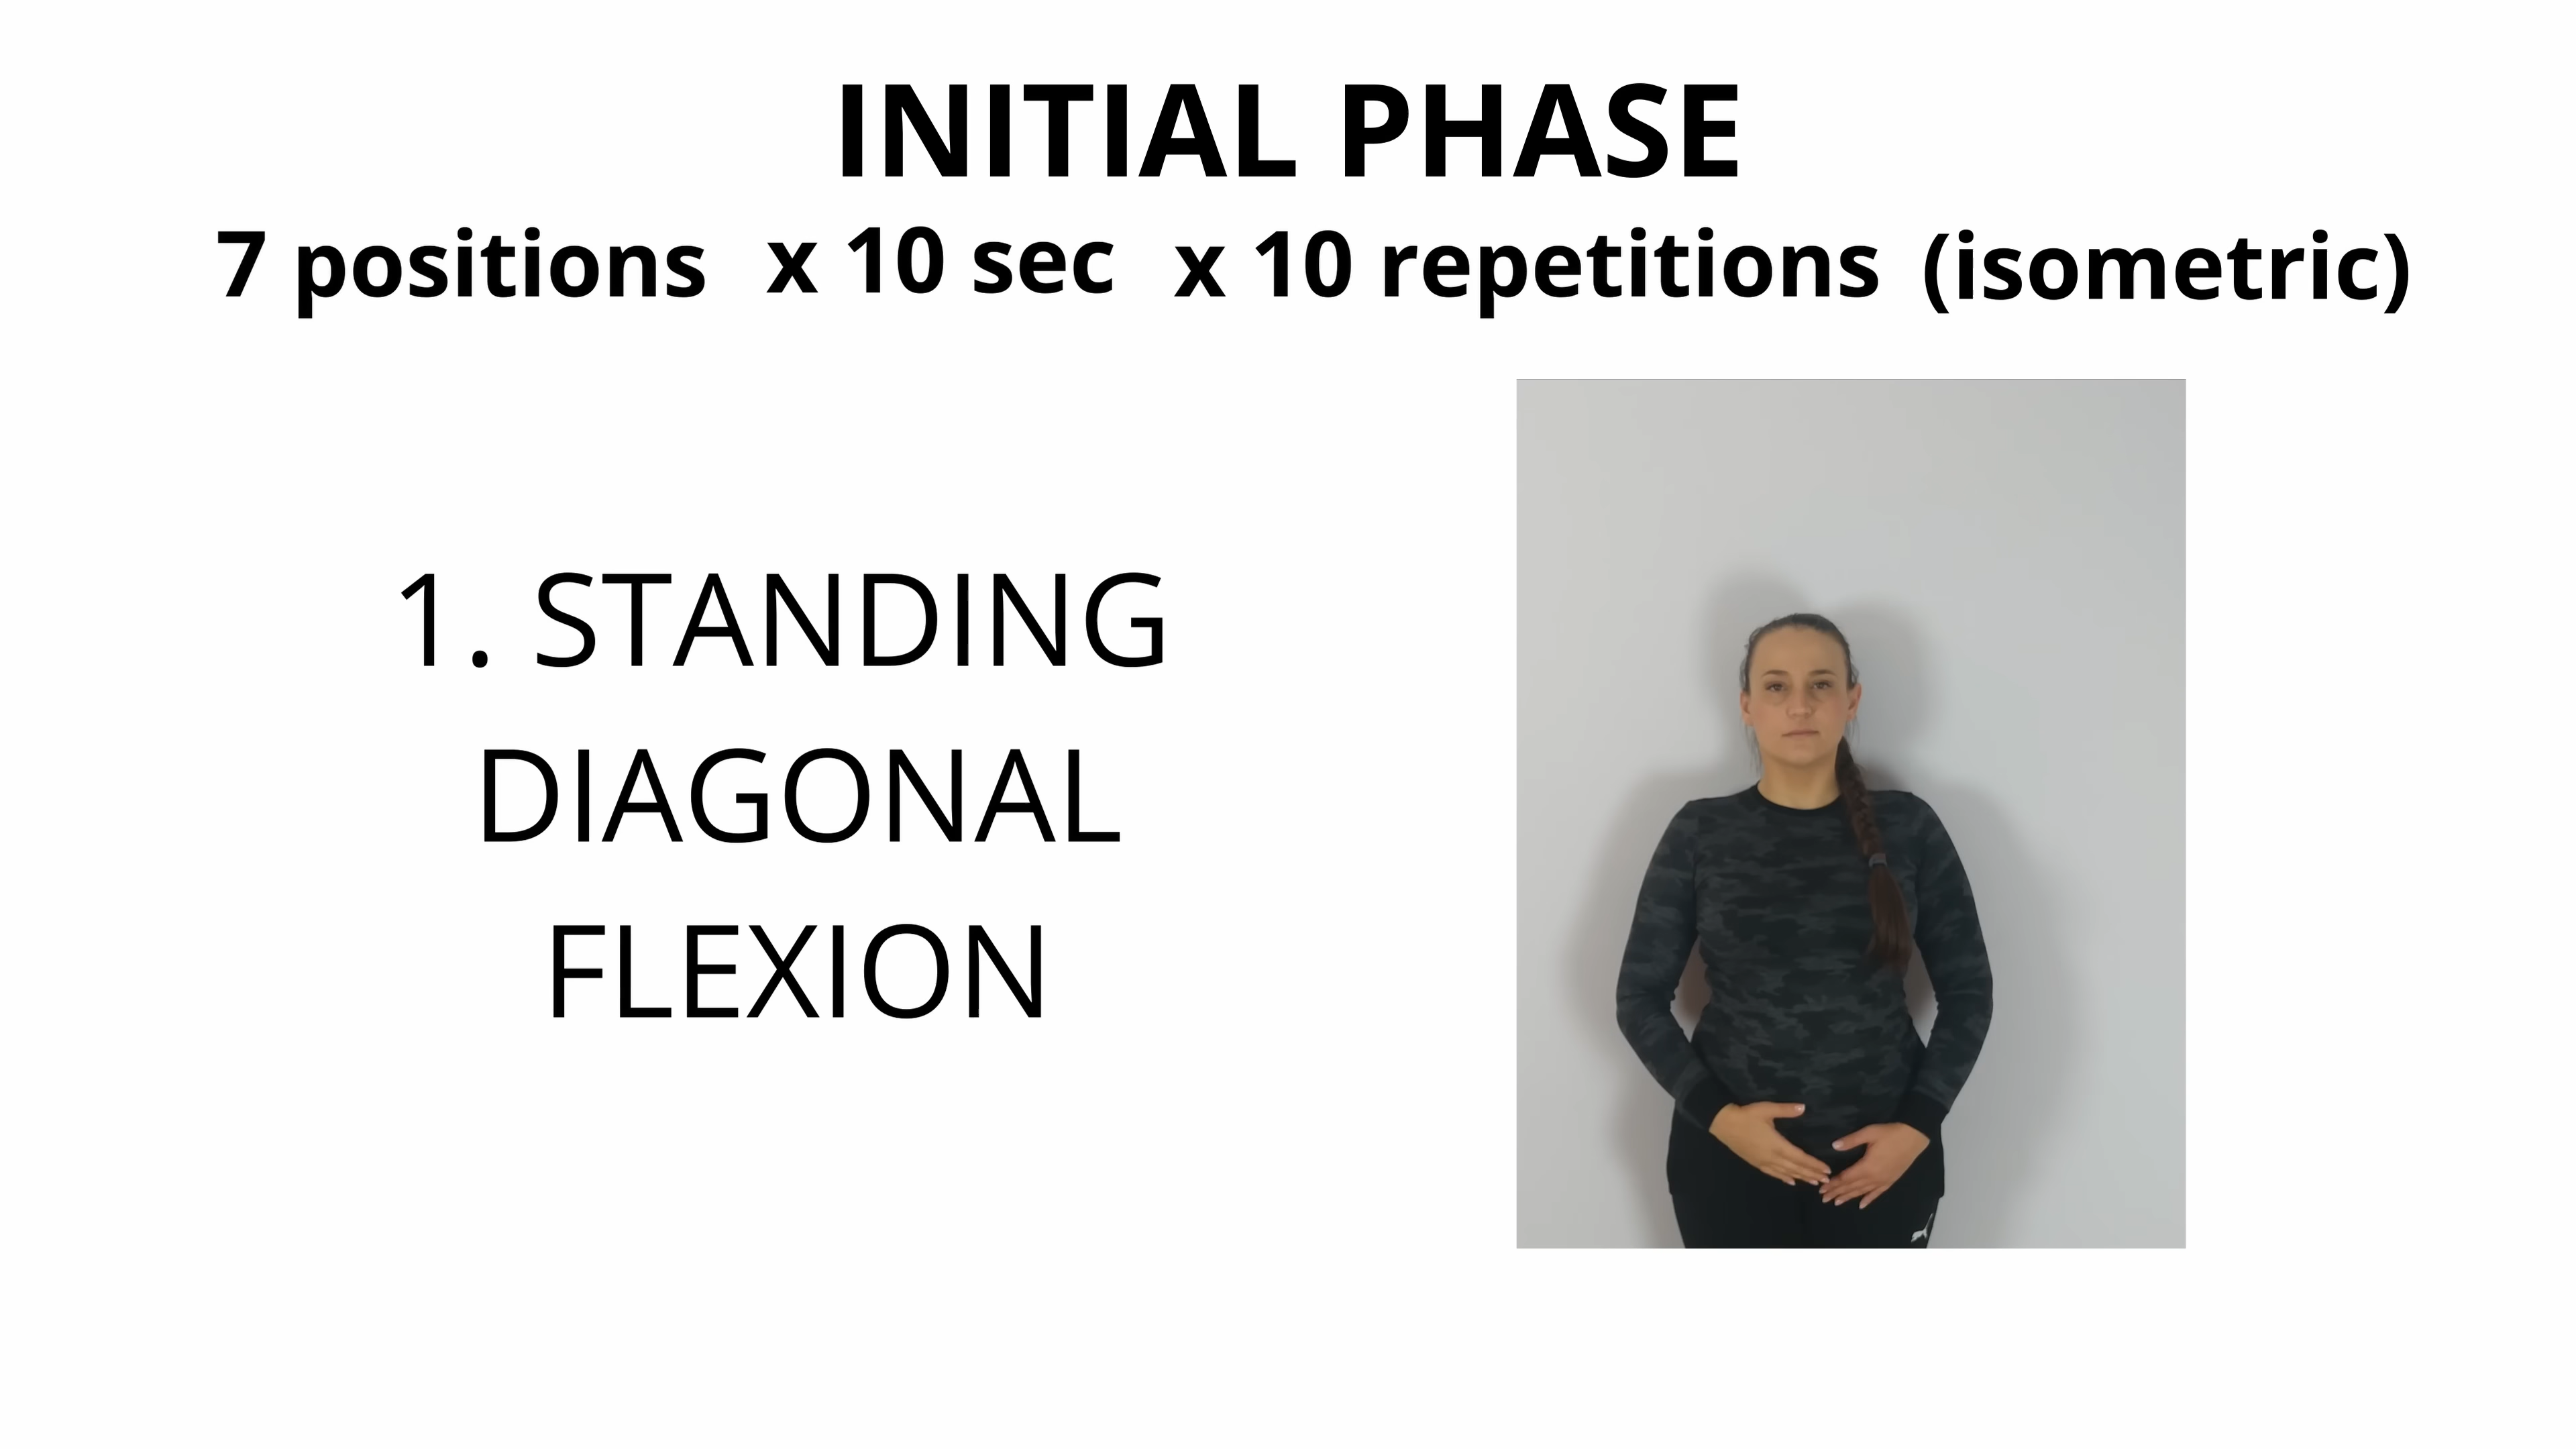 INITIAL PHASE
7 positions x 10 sec x 10 repetitions (isometric)
1. STANDING
DIAGONAL
FLEXION